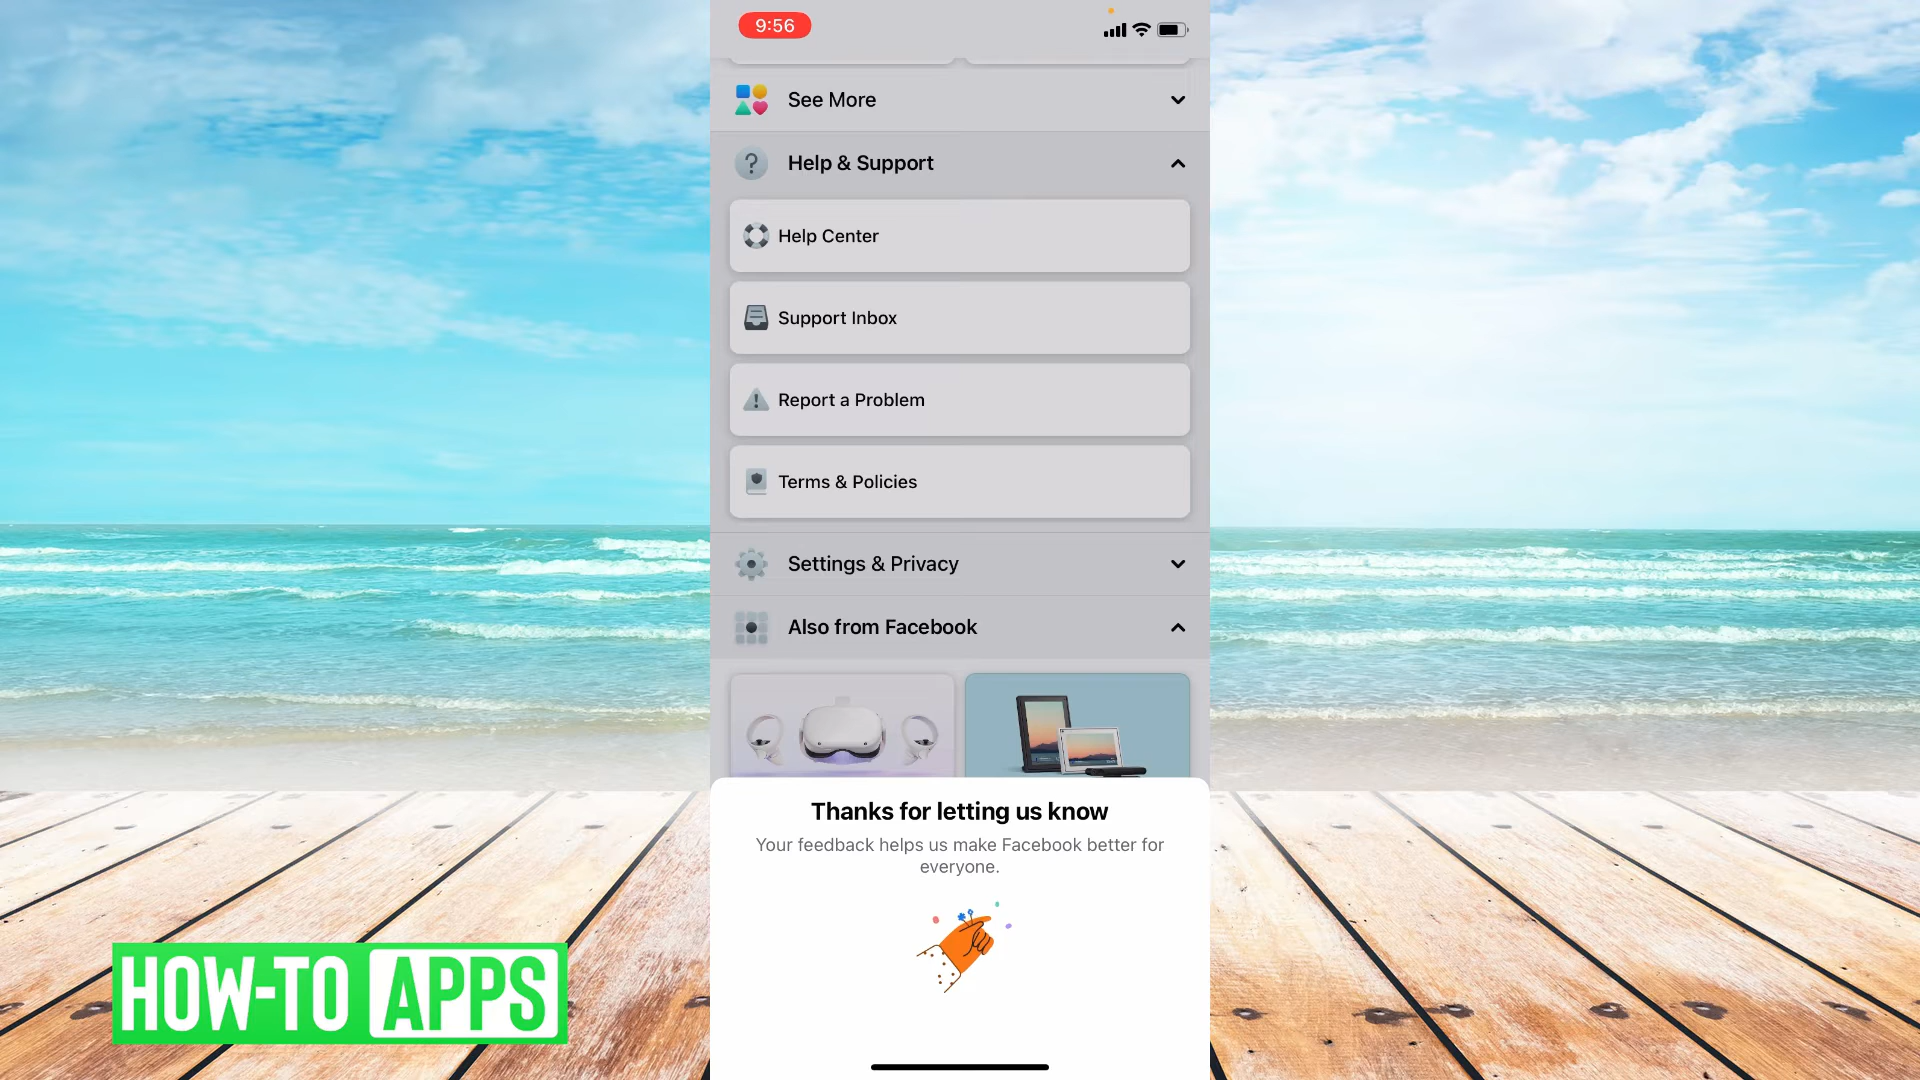 9:56
See More
Help & Support
Help Center
Support Inbox
Report a Problem
Terms & Policies
Settings & Privacy
Also from Facebook
Thanks for letting us know
Your feedback helps us make Facebook better for
everyone.
HOW-TO APPS